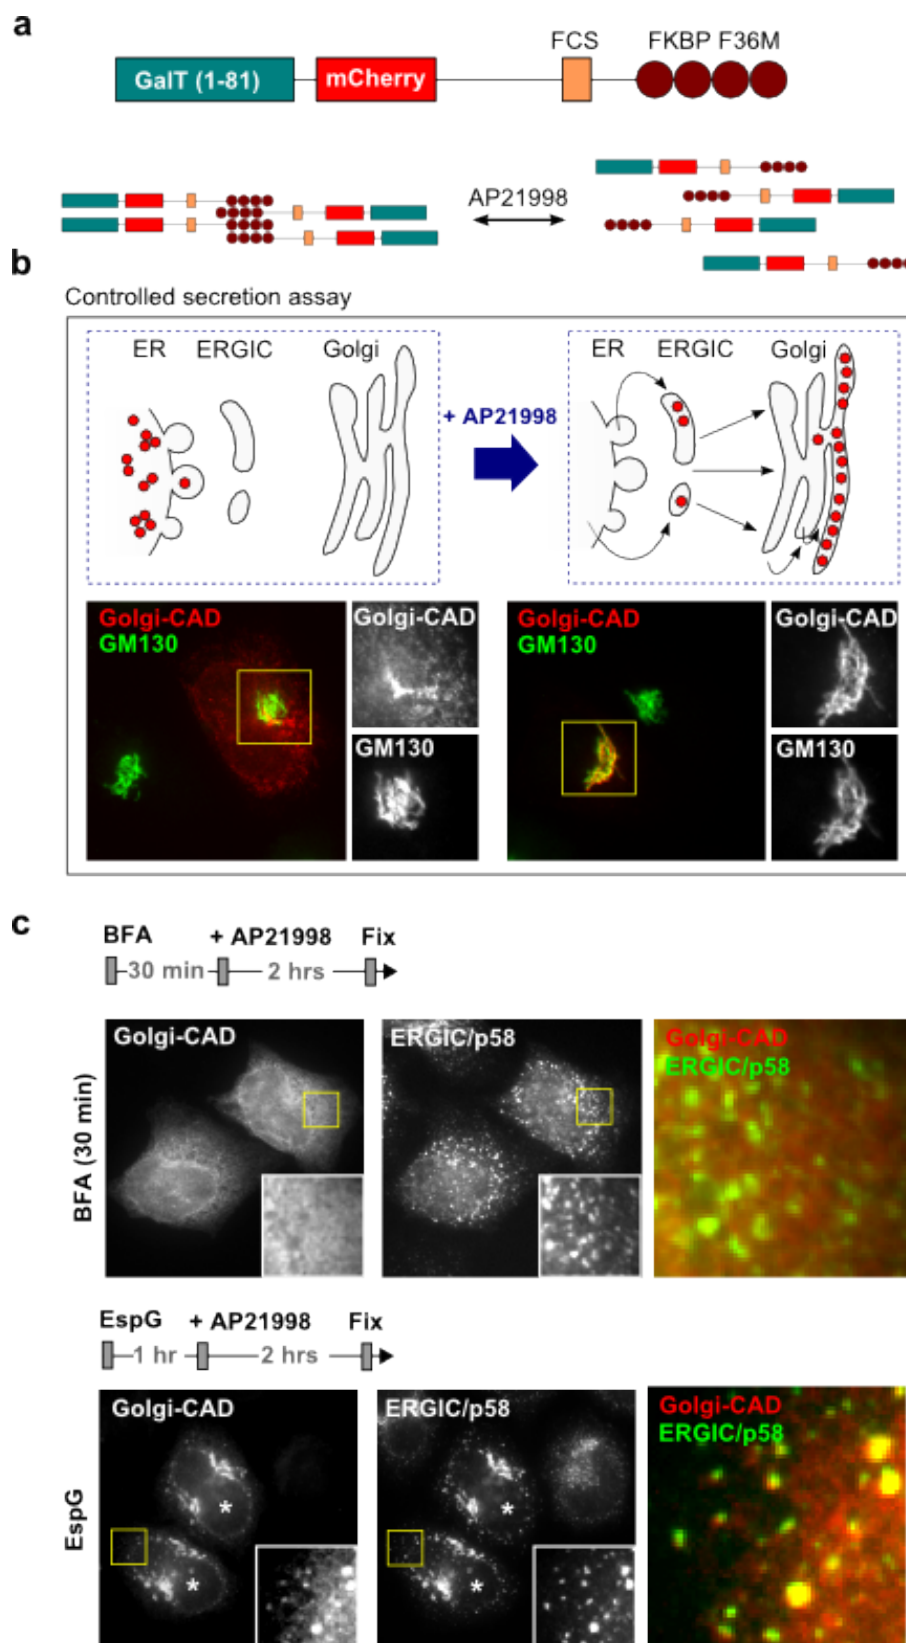 a
FCS FKBP F36M
GalT (1-81) mCherry
AP21998
b
Controlled secretion assay
ER ERGIC Golgi
+ AP21998
ER ERGIC Golgi
Golgi-CAD
GM130
Golgi-CAD
GM130
Golgi-CAD
GM130
Golgi-CAD
GM130
c
BFA + AP21998 Fix
30 min 2 hrs
BFA (30 min)
Golgi-CAD
ERGIC/p58
Golgi-CAD
ERGIC/p58
EspG + AP21998 Fix
1 hr 2 hrs
EspG
Golgi-CAD
*
*
ERGIC/p58
*
*
Golgi-CAD
ERGIC/p58